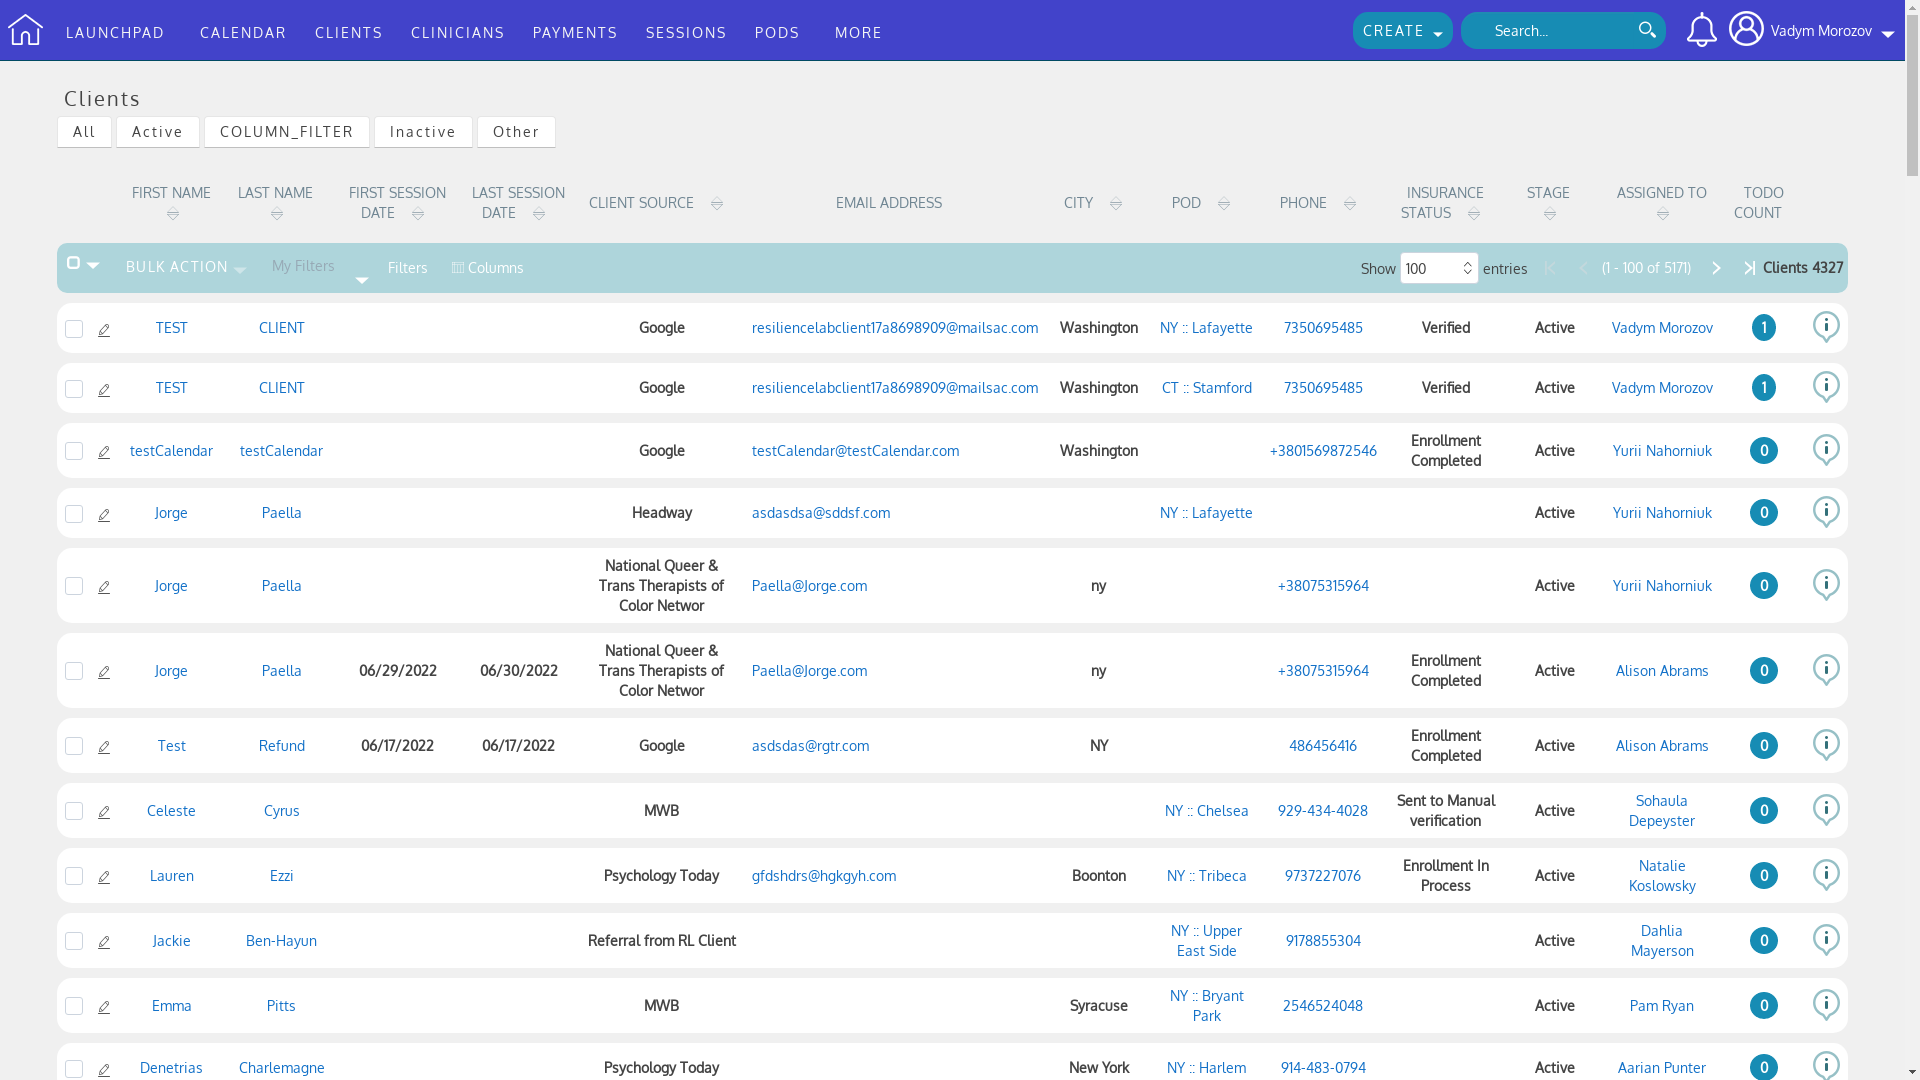 LAUNCHPAD CALENDAR CLIENTS CLINICIANS PAYMENTS SESSIONS PODS MORE CREATE Search... Vadym Morozov
Clients
All Active COLUMN_FILTER Inactive Other
FIRST NAME LAST NAME FIRST SESSION DATE LAST SESSION DATE CLIENT SOURCE EMAIL ADDRESS CITY POD PHONE INSURANCE STATUS STAGE ASSIGNED TO TODO COUNT
BULK ACTION My Filters Filters Columns Show 100 entries (1 - 100 of 5171) Clients 4327
TEST CLIENT Google resiliencelabclient17a8698909@mailsac.com Washington NY :: Lafayette 7350695485 Verified Active Vadym Morozov 1
TEST CLIENT Google resiliencelabclient17a8698909@mailsac.com Washington CT :: Stamford 7350695485 Verified Active Vadym Morozov 1
testCalendar testCalendar Google testCalendar@testCalendar.com Washington +3801569872546 Enrollment Completed Active Yurii Nahorniuk 0
Jorge Paella Headway asdasdsa@sddsf.com NY :: Lafayette Active Yurii Nahorniuk 0
Jorge Paella National Queer & Trans Therapists of Color Networ Paella@Jorge.com ny +38075315964 Active Yurii Nahorniuk 0
Jorge Paella 06/29/2022 06/30/2022 National Queer & Trans Therapists of Color Networ Paella@Jorge.com ny +38075315964 Enrollment Completed Active Alison Abrams 0
Test Refund 06/17/2022 06/17/2022 Google asdsdas@rgtr.com NY 486456416 Enrollment Completed Active Alison Abrams 0
Celeste Cyrus MWB NY :: Chelsea 929-434-4028 Sent to Manual verification Active Sohaula Depeyster 0
Lauren Ezzi Psychology Today gfdshdrs@hgkgyh.com Boonton NY :: Tribeca 9737227076 Enrollment In Process Active Natalie Koslowsky 0
Jackie Ben-Hayun Referral from RL Client NY :: Upper East Side 9178855304 Active Dahlia Mayerson 0
Emma Pitts MWB Syracuse NY :: Bryant Park 2546524048 Active Pam Ryan 0
Denetrias Charlemagne Psychology Today New York NY :: Harlem 914-483-0794 Active Aarian Punter 0